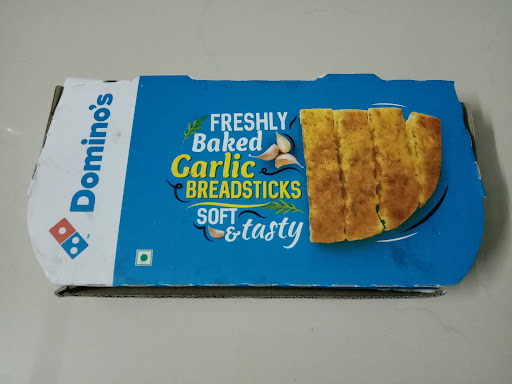 Domino's
FRESHLY
Baked
Garlic
BREADSTICKS
SOFT
& tasty